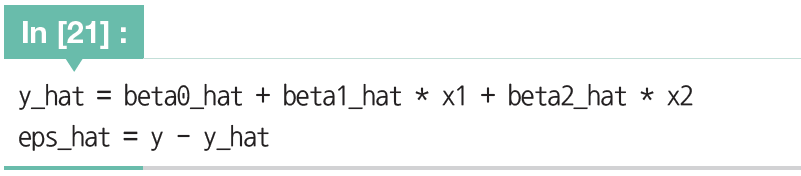 In [21] :
y_hat = beta0_hat + beta1_hat * x1 + beta2_hat * x2
eps_hat = y - y_hat